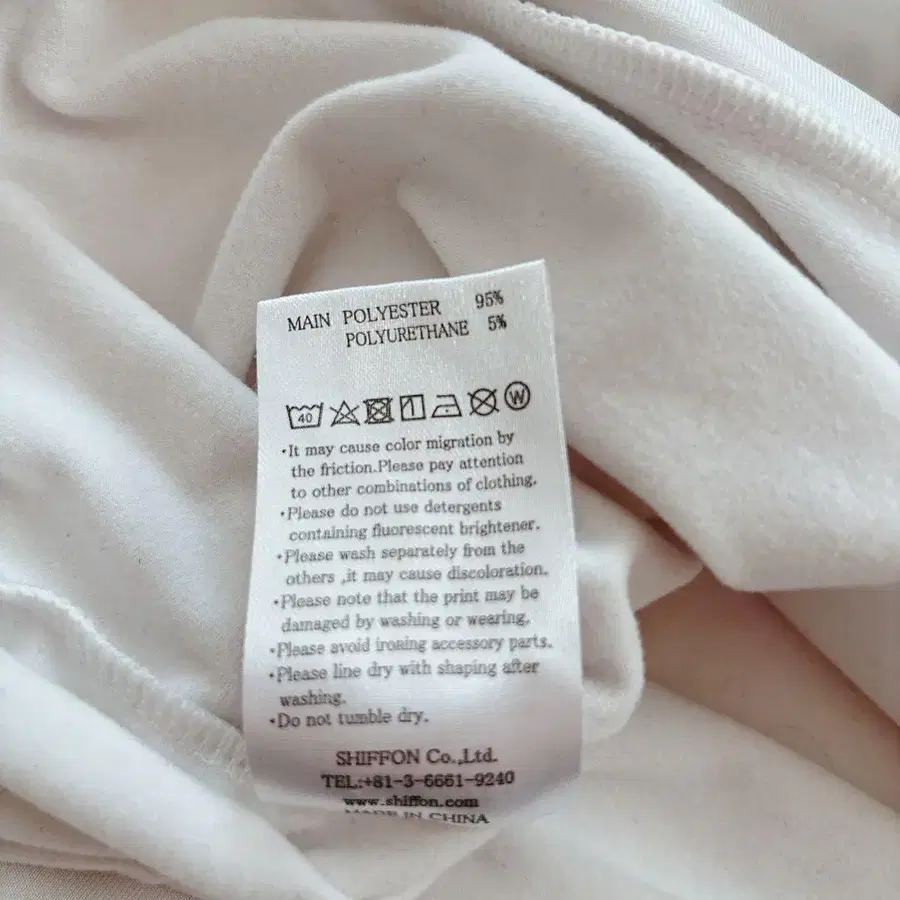 MAIN POLYESTER 95%
POLYURETHANE 5%
40 W
·It may cause color migration by
the friction.Please pay attention
to other combinations of clothing.
·Please do not use detergents
containing fluorescent brightener.
·Please wash separately from the
others ,it may cause discoloration.
·Please note that the print may be
damaged by washing or wearing.
·Please avoid ironing accessory parts.
·Please line dry with shaping after
washing.
·Do not tumble dry.
SHIFFON Co.,Ltd.
TEL:+81-3-6661-9240
www.shiffon.com
MADE IN CHINA